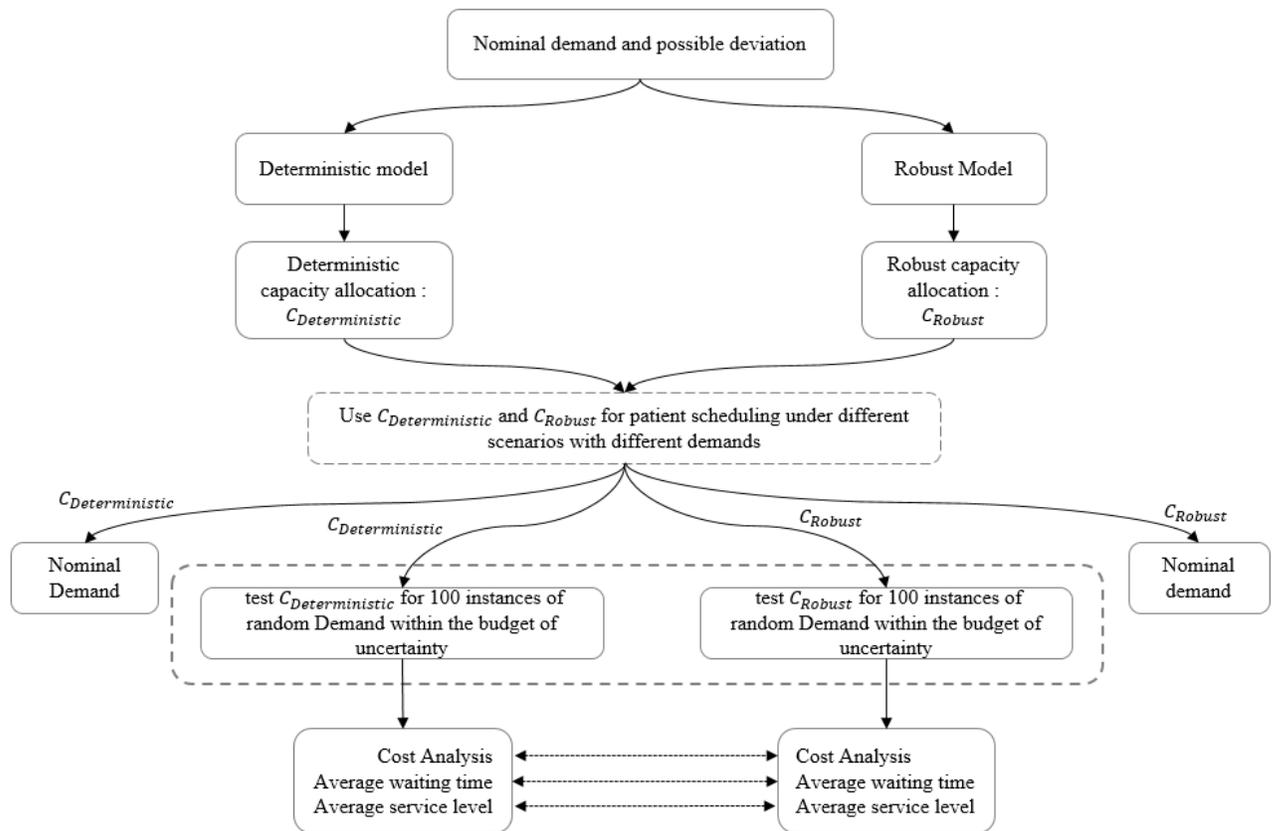 Nominal demand and possible deviation
Deterministic model
Robust Model
Deterministic
capacity allocation :
C_Deterministic
Robust capacity
allocation :
C_Robust
Use C_Deterministic and C_Robust for patient scheduling under different
scenarios with different demands
C_Deterministic
C_Deterministic
C_Robust
C_Robust
Nominal
Demand
test C_Deterministic for 100 instances of
random Demand within the budget of
uncertainty
test C_Robust for 100 instances of
random Demand within the budget of
uncertainty
Nominal
demand
Cost Analysis
Average waiting time
Average service level
Cost Analysis
Average waiting time
Average service level